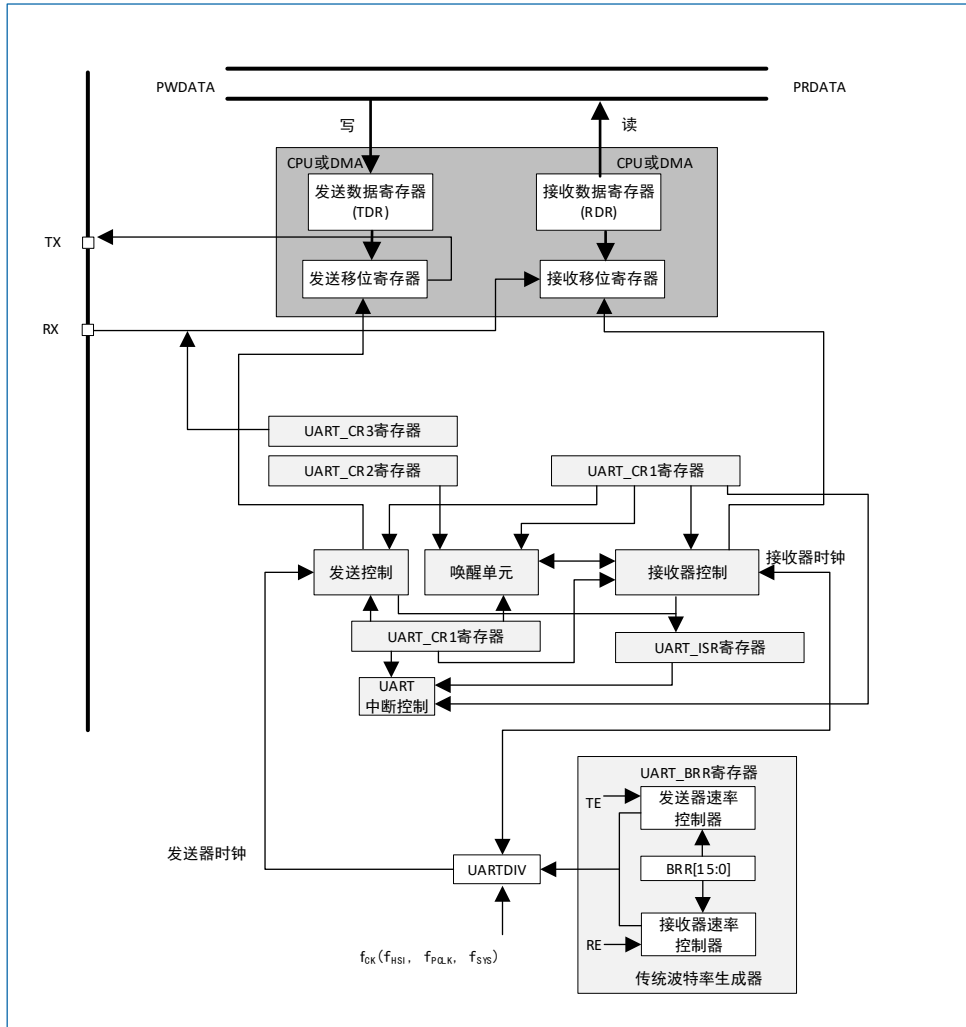 PWDATA
PRDATA
写
读
CPU或DMA
CPU或DMA
发送数据寄存器
(TDR)
接收数据寄存器
(RDR)
TX
发送移位寄存器
接收移位寄存器
RX
UART_CR3寄存器
UART_CR2寄存器
UART_CR1寄存器
发送控制
唤醒单元
接收器控制
接收器时钟
UART_CR1寄存器
UART_ISR寄存器
UART
中断控制
UART_BRR寄存器
TE
发送器速率
控制器
发送器时钟
UARTDIV
BRR[15:0]
接收器速率
控制器
RE
fCK(fHSI, fPCLK, fSYS)
传统波特率生成器